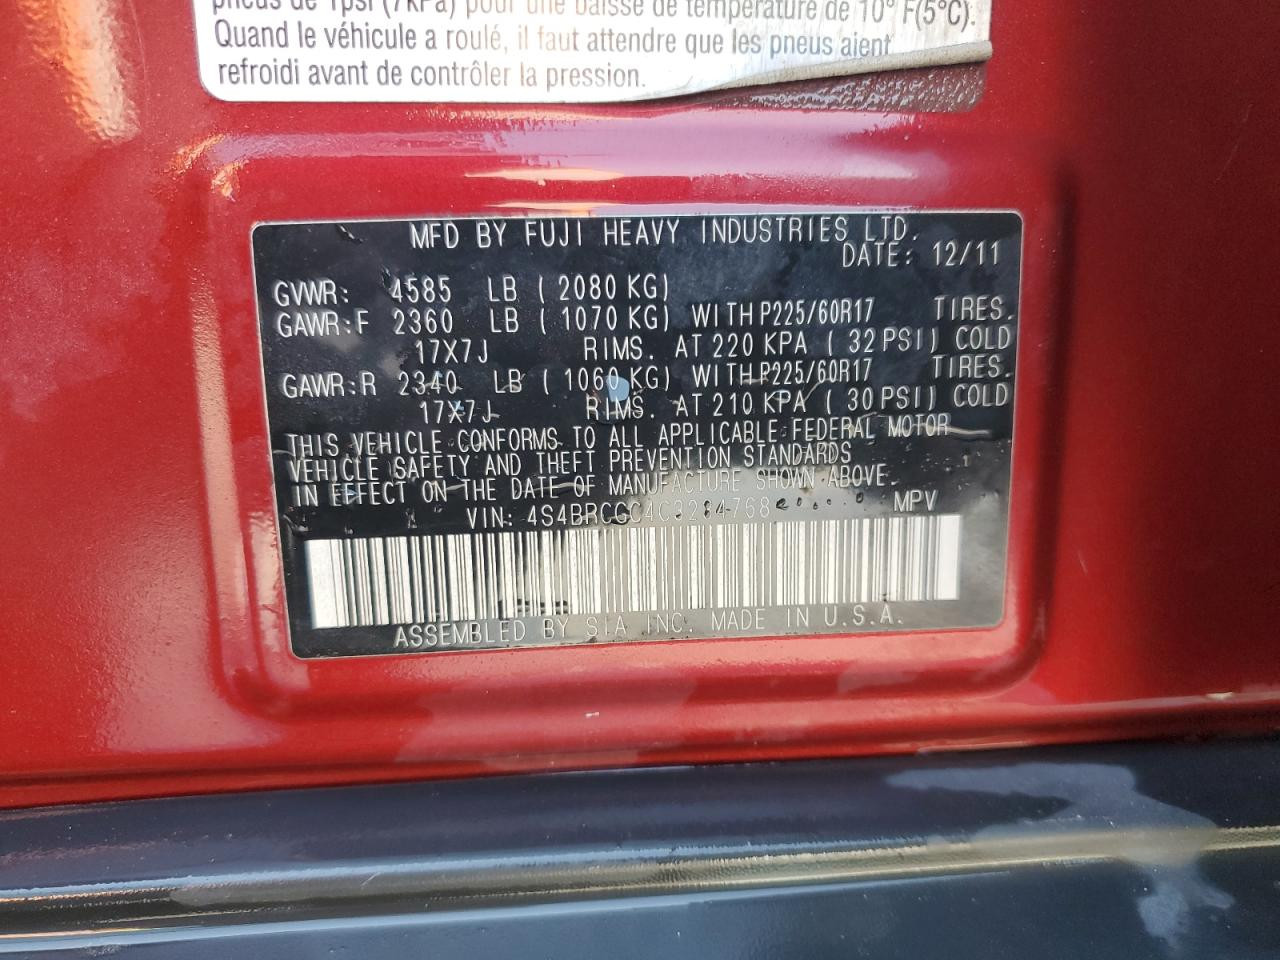 pneus de 1psi (7kPa) pour une baisse de température de 10° F(5°C).
Quand le véhicule a roulé, il faut attendre que les pneus aient
refroidi avant de contrôler la pression.
MFD BY FUJI HEAVY INDUSTRIES LTD.
DATE: 12/11
GVWR: 4585 LB ( 2080 KG)
GAWR:F 2360 LB ( 1070 KG) WITH P225/60R17 TIRES.
17X7J RIMS. AT 220 KPA ( 32 PSI) COLD
GAWR:R 2340 LB ( 1060 KG) WITH P225/60R17 TIRES.
17X7J RIMS. AT 210 KPA ( 30 PSI) COLD
THIS VEHICLE CONFORMS TO ALL APPLICABLE FEDERAL MOTOR
VEHICLE SAFETY AND THEFT PREVENTION STANDARDS
IN EFFECT ON THE DATE OF MANUFACTURE SHOWN ABOVE.
VIN: MPV
ASSEMBLED BY SIA INC. MADE IN U.S.A.